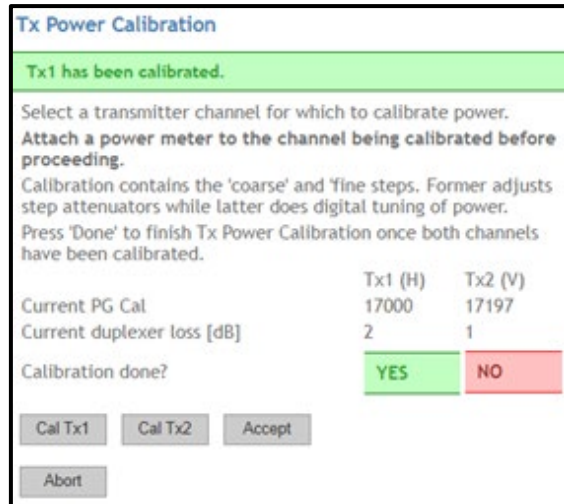 Tx Power Calibration
Tx1 has been calibrated.
Select a transmitter channel for which to calibrate power.
Attach a power meter to the channel being calibrated before
proceeding.
Calibration contains the 'coarse' and 'fine steps. Former adjusts
step attenuators while latter does digital tuning of power.
Press 'Done' to finish Tx Power Calibration once both channels
have been calibrated.
Tx1 (H) Tx2 (V)
Current PG Cal 17000 17197
Current duplexer loss [dB] 2 1
Calibration done? YES NO
Cal Tx1 Cal Tx2 Accept
Abort